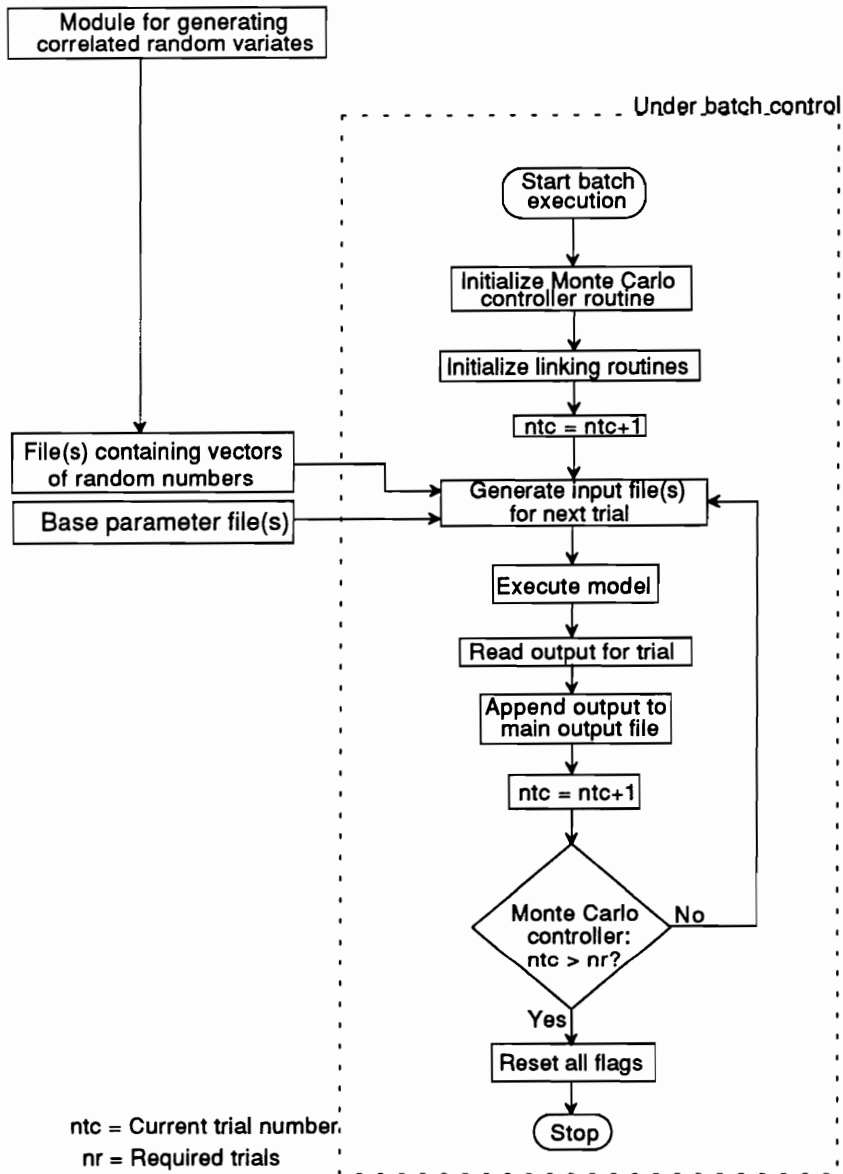 Module for generating
correlated random variates
Under batch control
Start batch
execution
Initialize Monte Carlo
controller routine
Initialize linking routines
ntc = ntc+1
File(s) containing vectors
of random numbers
Base parameter file(s)
Generate input file(s)
for next trial
Execute model
Read output for trial
Append output to
main output file
ntc = ntc+1
Monte Carlo
controller:
ntc > nr?
No
Yes
Reset all flags
Stop
ntc = Current trial number
nr = Required trials